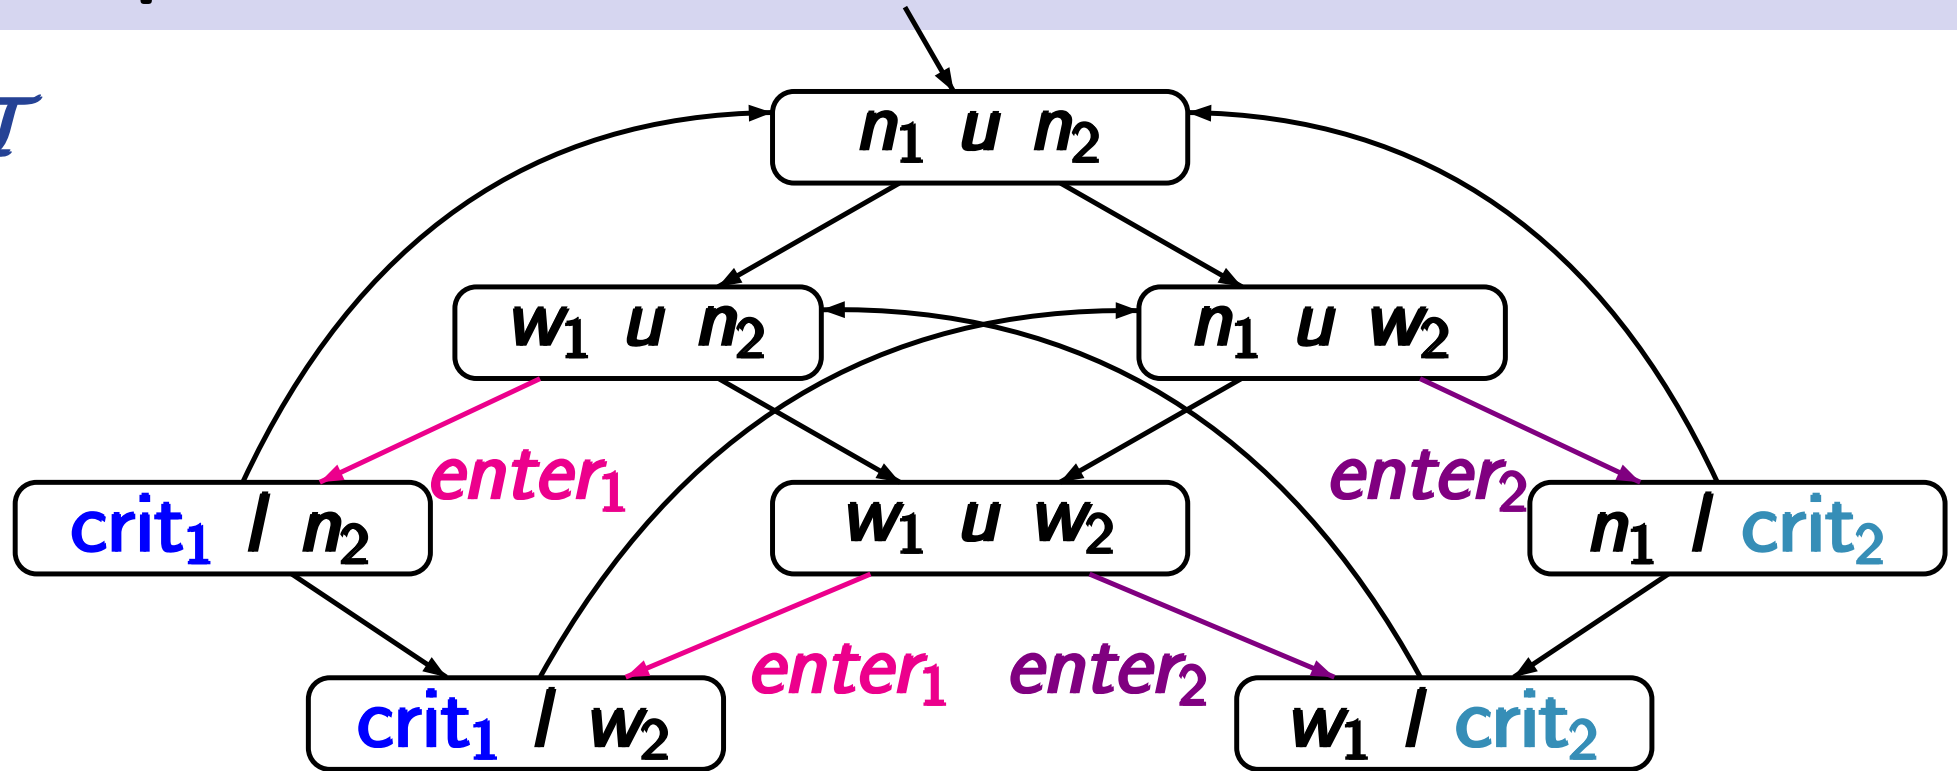 n₁ u n₂
w₁ u n₂
n₁ u w₂
enter₁
enter₂
crit₁ l n₂
w₁ u w₂
n₁ l crit₂
enter₁
enter₂
crit₁ l w₂
w₁ l crit₂